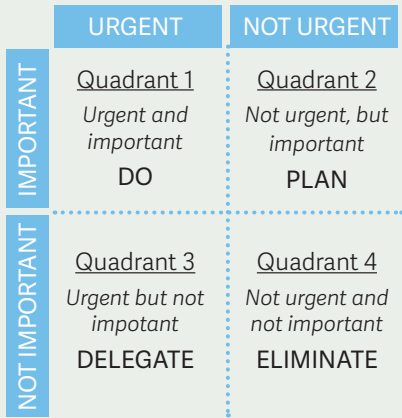 URGENT
NOT URGENT
IMPORTANT
Quadrant 1
Urgent and
important
DO
Quadrant 2
Not urgent, but
important
PLAN
NOT IMPORTANT
Quadrant 3
Urgent but not
impotant
DELEGATE
Quadrant 4
Not urgent and
not important
ELIMINATE